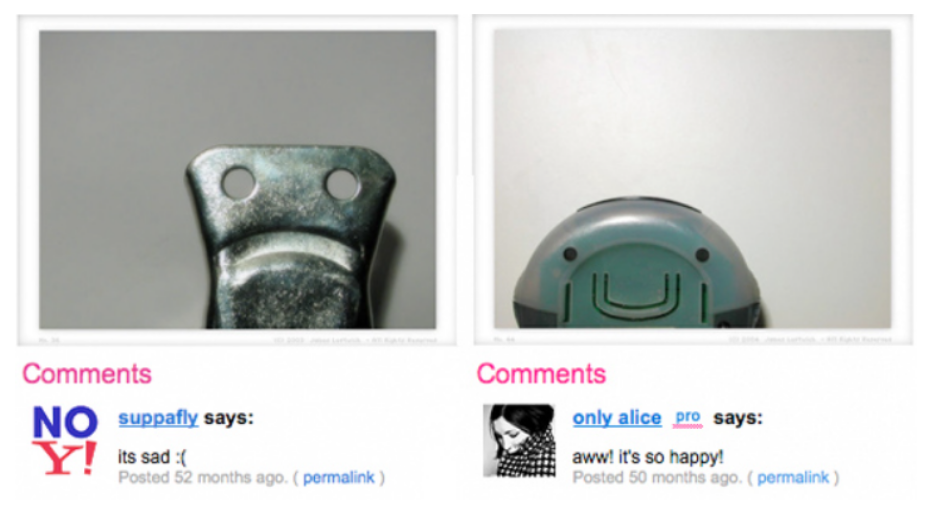 Comments
NO
Y!
suppafly says:
its sad :(
Posted 52 months ago. ( permalink )
Comments
only alice pro says:
aww! it's so happy!
Posted 50 months ago. ( permalink )